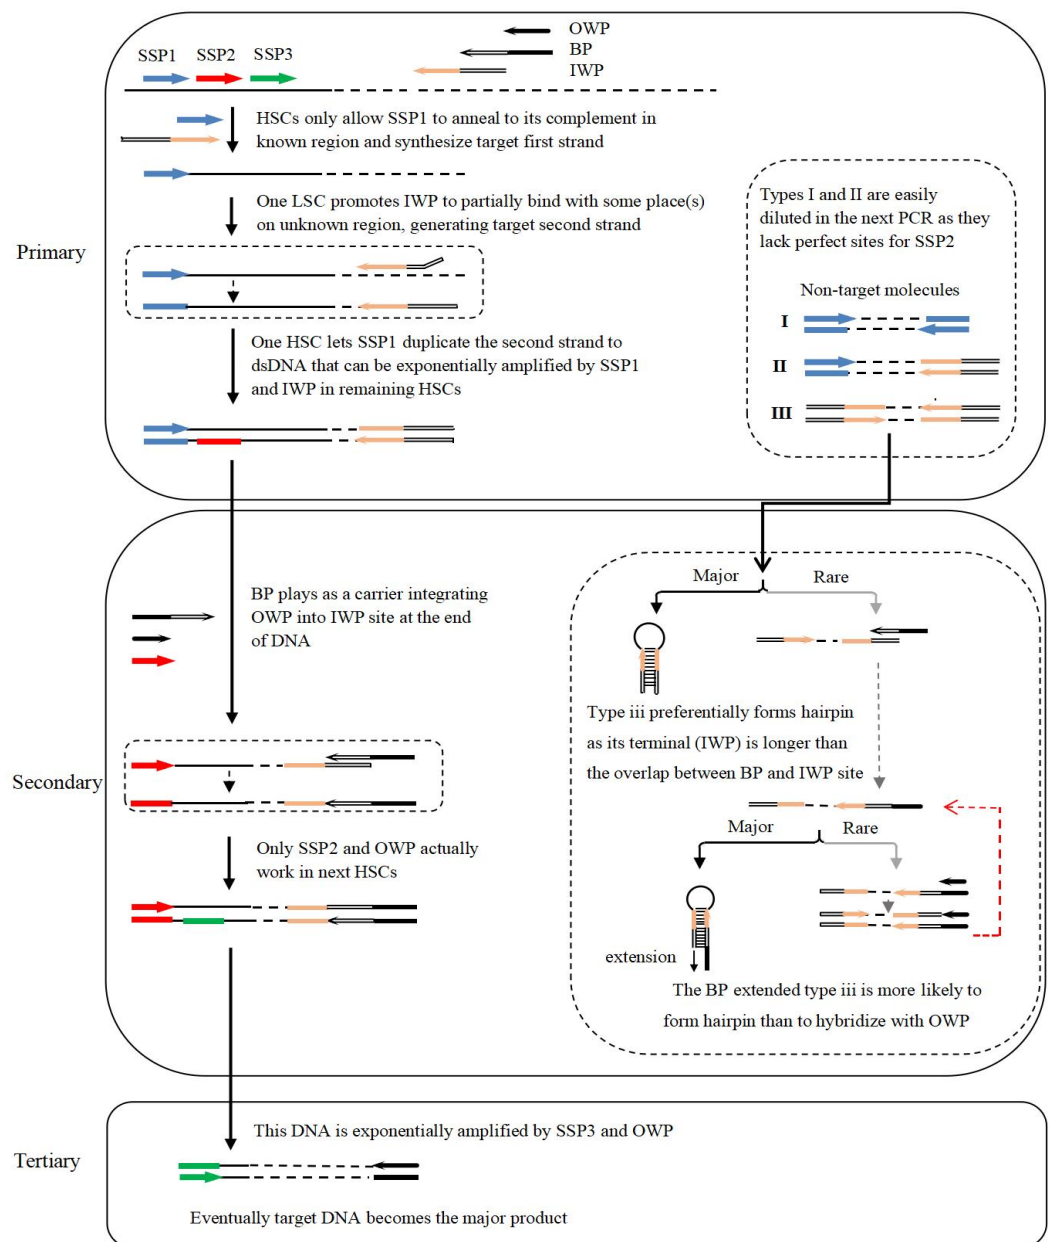 SSP1 SSP2 SSP3
OWP
BP
IWP
HSCs only allow SSP1 to anneal to its complement in
known region and synthesize target first strand
One LSC promotes IWP to partially bind with some place(s)
on unknown region, generating target second strand
Primary
One HSC lets SSP1 duplicate the second strand to
dsDNA that can be exponentially amplified by SSP1
and IWP in remaining HSCs
Types I and II are easily
diluted in the next PCR as they
lack perfect sites for SSP2
Non-target molecules
I
II
III
BP plays as a carrier integrating
OWP into IWP site at the end
of DNA
Secondary
Only SSP2 and OWP actually
work in next HSCs
Major Rare
Type iii preferentially forms hairpin
as its terminal (IWP) is longer than
the overlap between BP and IWP site
Major Rare
extension
The BP extended type iii is more likely to
form hairpin than to hybridize with OWP
Tertiary
This DNA is exponentially amplified by SSP3 and OWP
Eventually target DNA becomes the major product